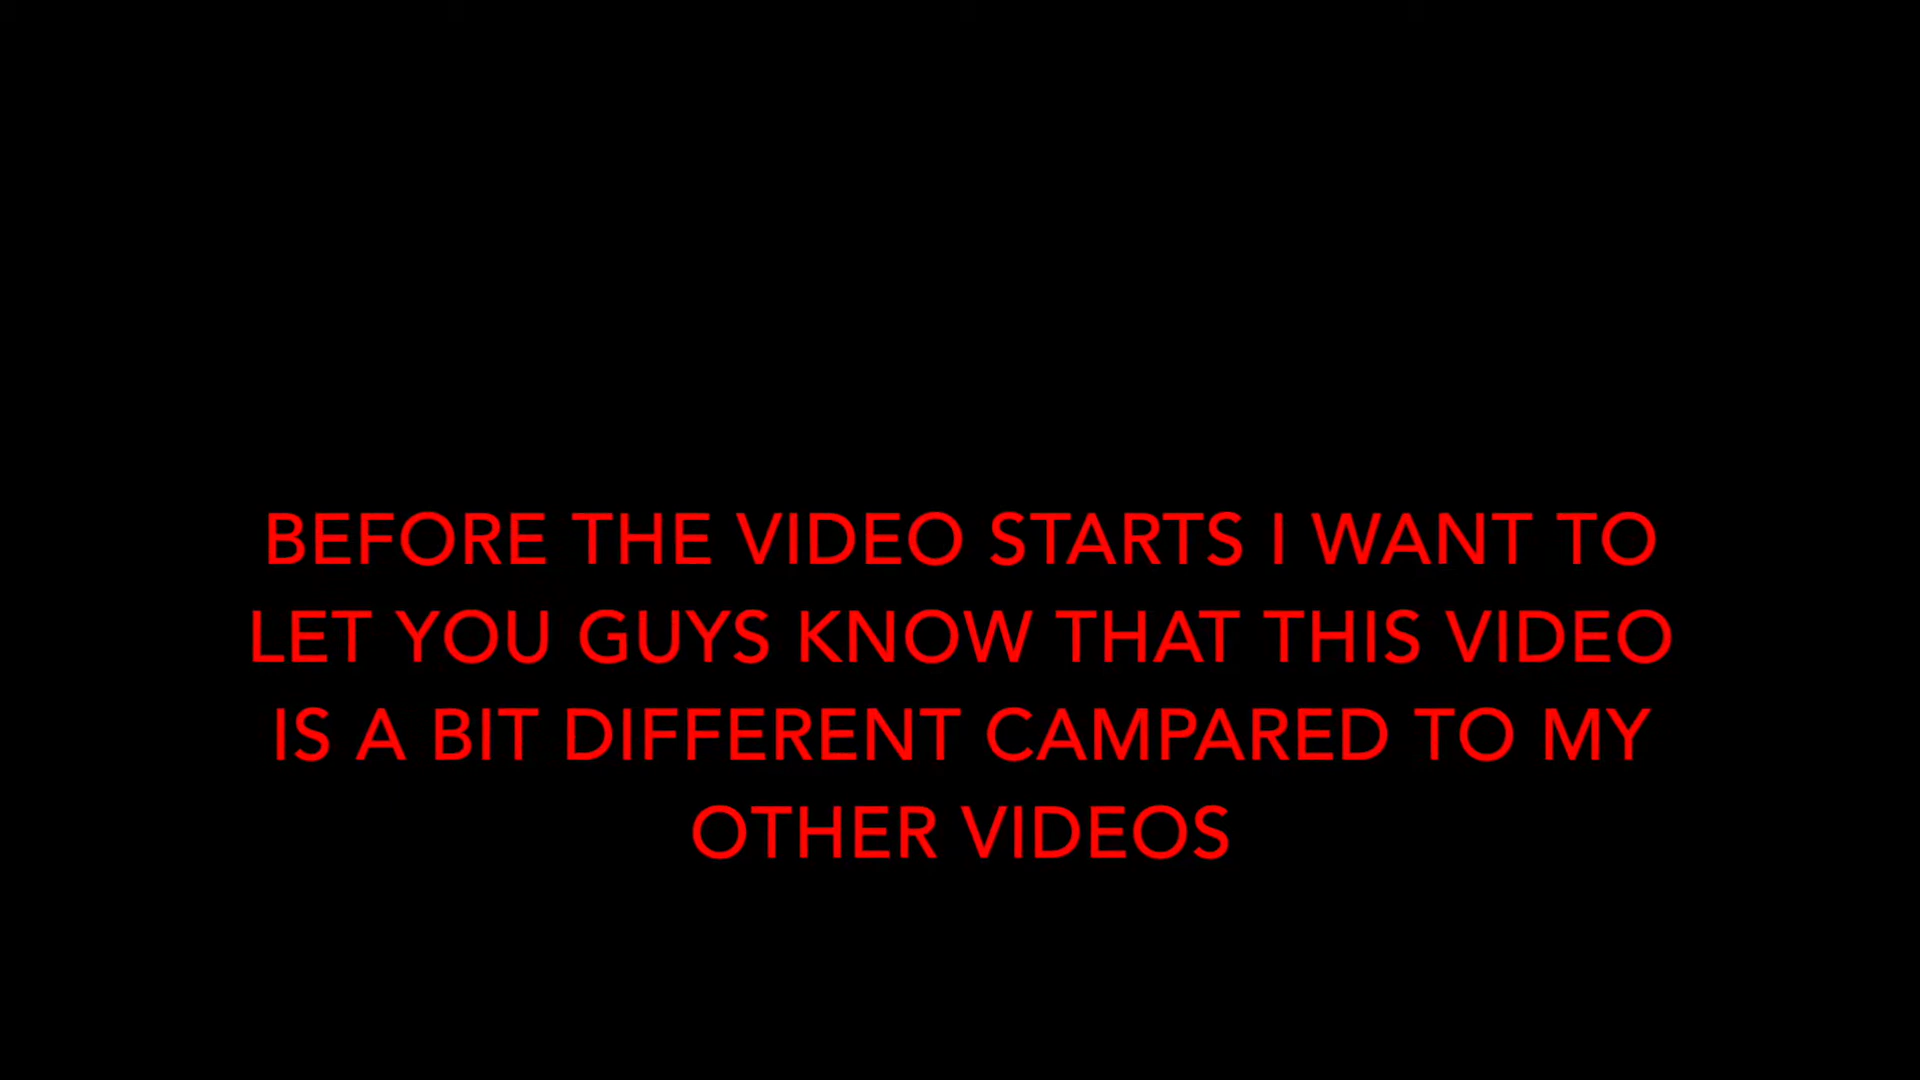 BEFORE THE VIDEO STARTS I WANT TO
LET YOU GUYS KNOW THAT THIS VIDEO
IS A BIT DIFFERENT CAMPARED TO MY
OTHER VIDEOS